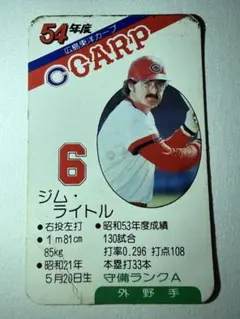 54年度
広島東洋カープ
C CARP
6
ジム・
ライトル
●右投左打
●1m81cm
85kg
●昭和21年
5月20日生
●昭和53年度成績
130試合
打率0.296 打点108
本塁打33本
守備ランクA
外野手